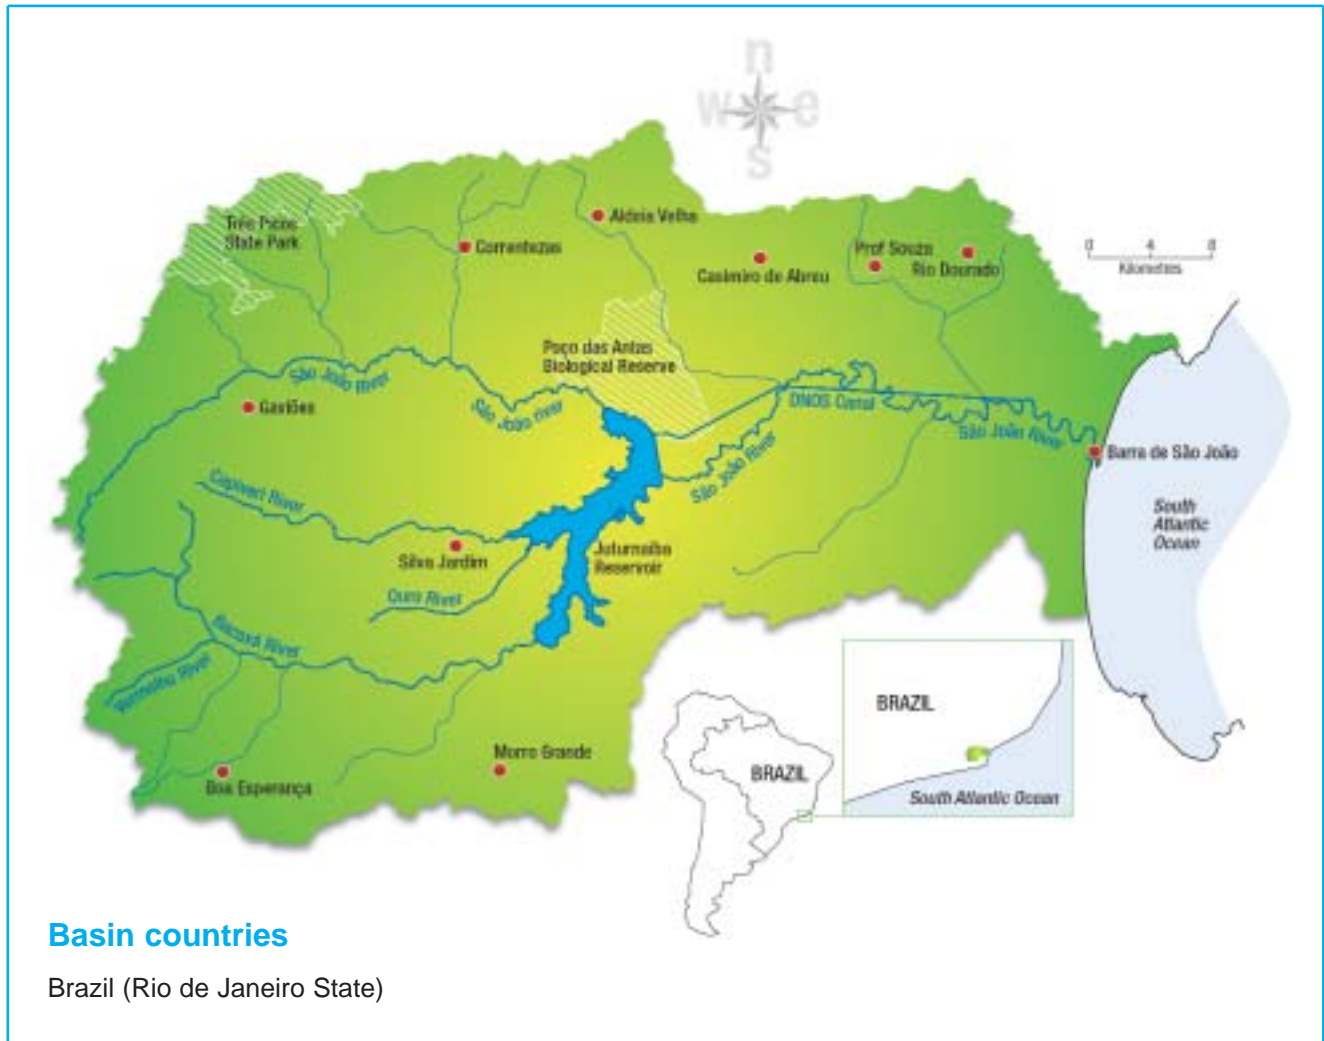 n
w e
s
Três Picos
State Park
Aldeia Velha
Correntezas
Prof Souza
Rio Dourado
Casimiro de Abreu
0 4 8
Kilometres
Poço das Antas
Biological Reserve
São João River
São João river
Gaviões
DNOS Canal
São João River
São João River
Barra de São João
Capivari River
South
Atlantic
Ocean
Silva Jardim
Juturnaíba
Reservoir
Ouro River
Bacaxá River
Vermelho River
BRAZIL
Morro Grande
BRAZIL
Boa Esperança
South Atlantic Ocean
Basin countries
Brazil (Rio de Janeiro State)